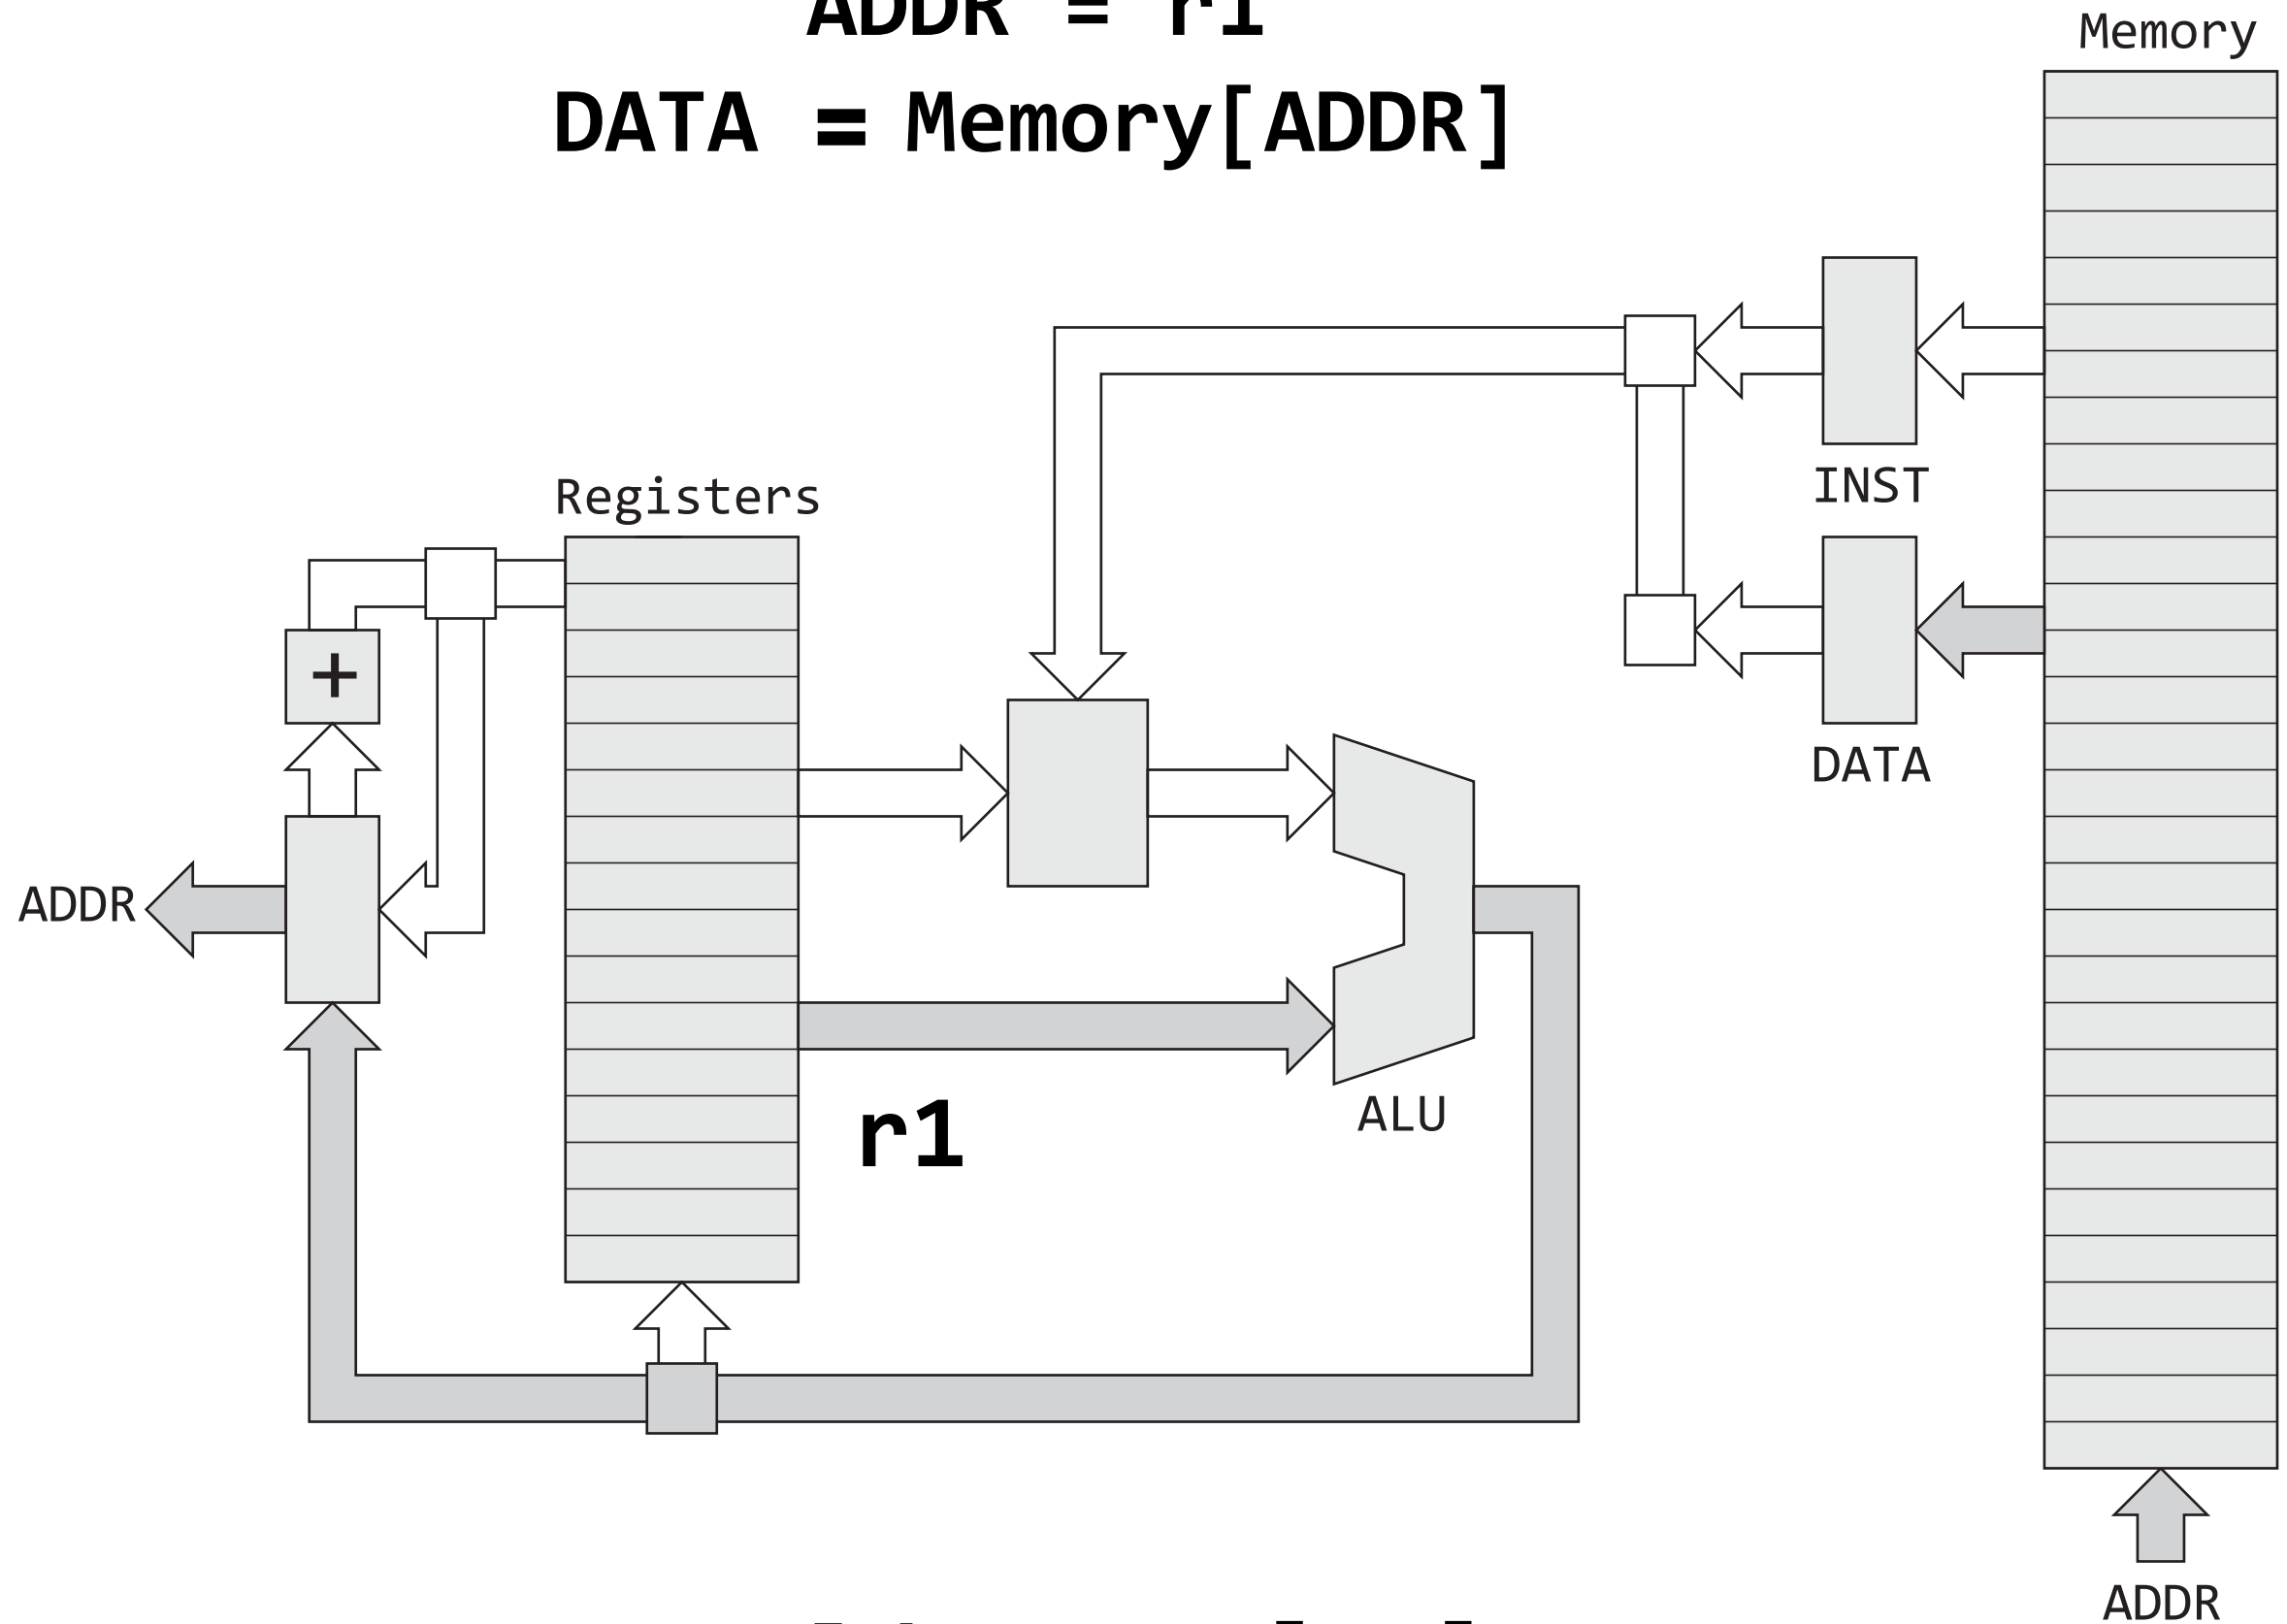 ADDR = r1
Memory
DATA = Memory[ADDR]
INST
Registers
+
DATA
ADDR
r1
ALU
ADDR